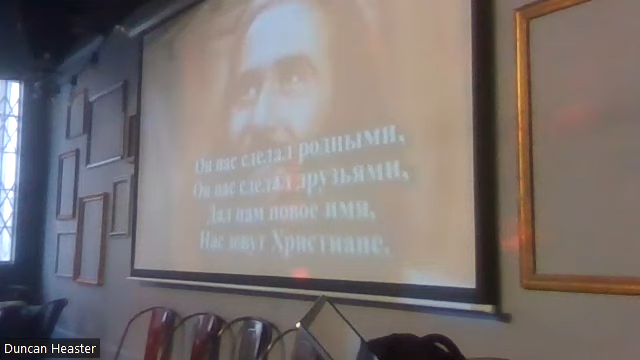 Он нас сделал родными,
Он нас сделал друзьями,
Дал нам новое имя,
Нас зовут Христиане.
Duncan Heaster